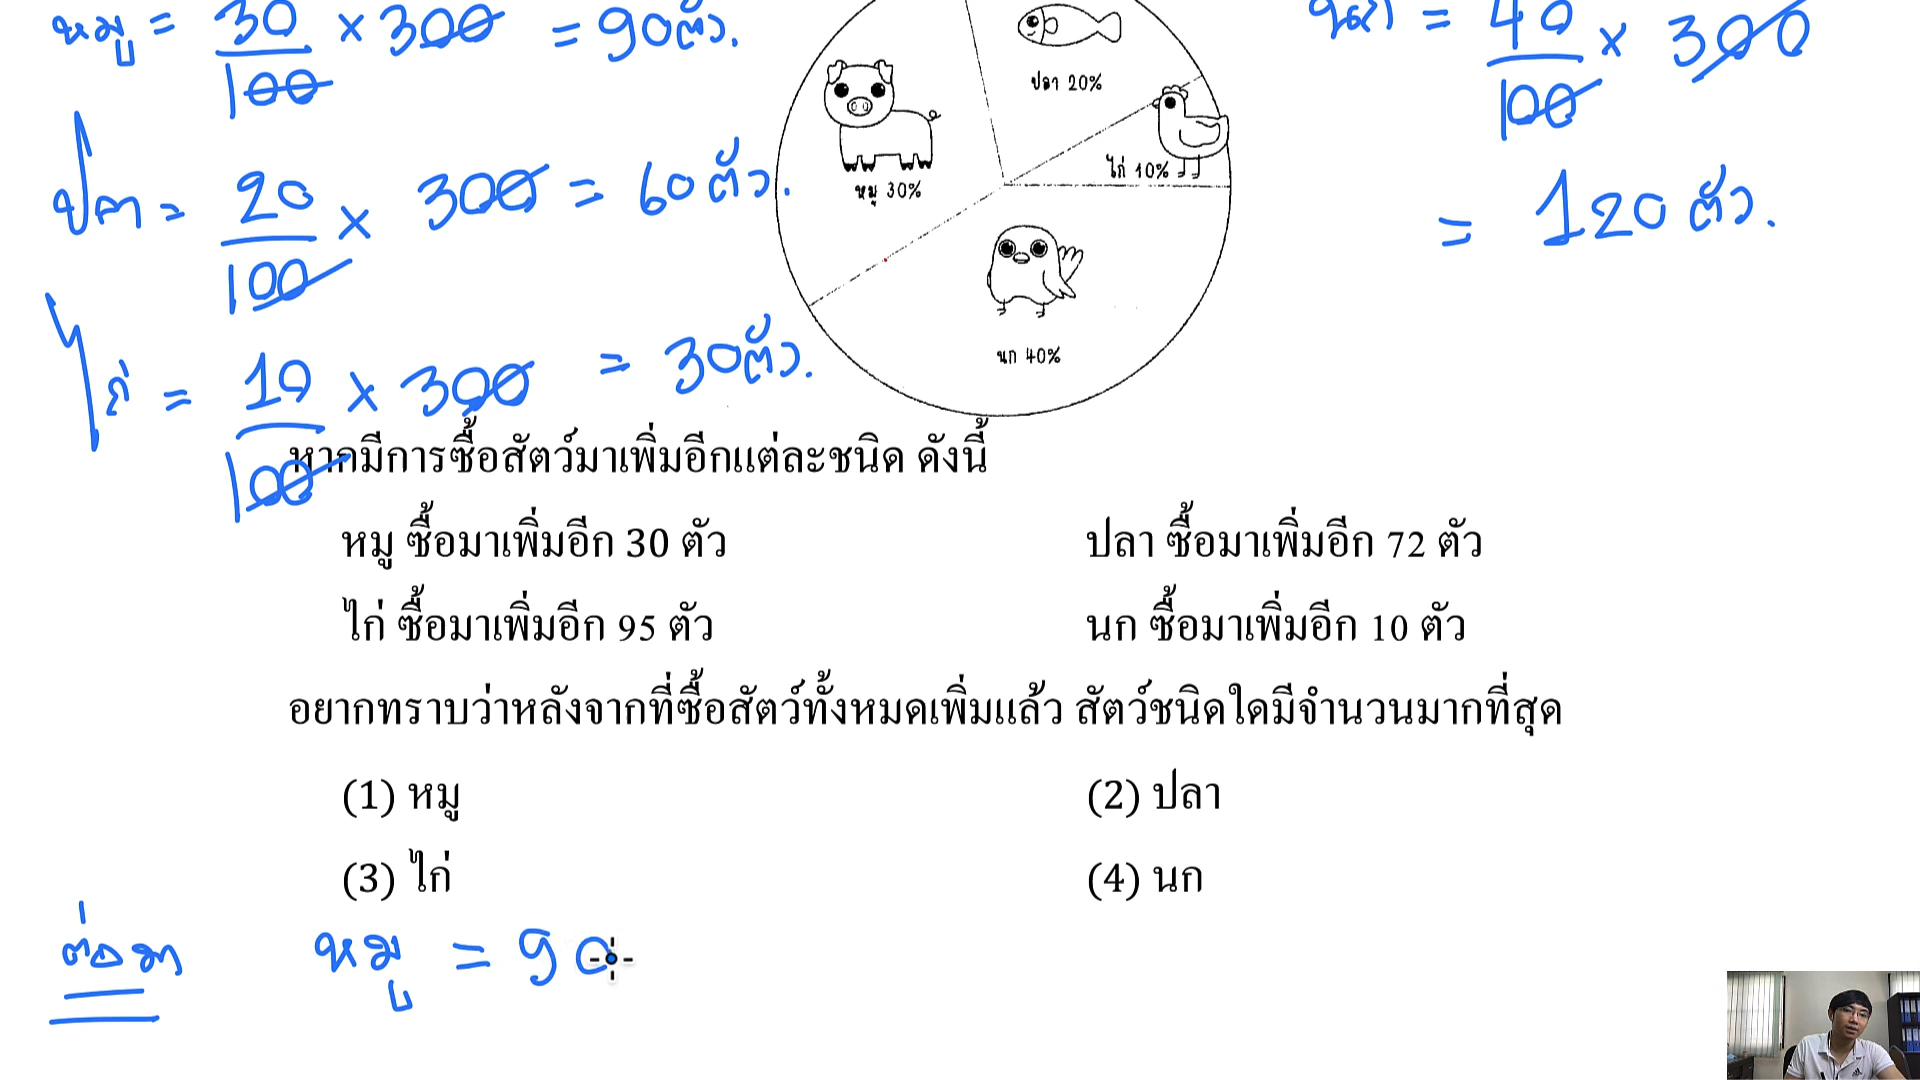 หมู = 30/100 × 300 = 90 ตัว.
ปลา = 20/100 × 300 = 60 ตัว.
ไก่ = 10/100 × 300 = 30 ตัว.
ปลา 20%
ไก่ 10%
หมู 30%
นก 40%
= 40/100 × 300
= 120 ตัว.
หากมีการซื้อสัตว์มาเพิ่มอีกแต่ละชนิด ดังนี้
หมู ซื้อมาเพิ่มอีก 30 ตัว
ปลา ซื้อมาเพิ่มอีก 72 ตัว
ไก่ ซื้อมาเพิ่มอีก 95 ตัว
นก ซื้อมาเพิ่มอีก 10 ตัว
อยากทราบว่าหลังจากที่ซื้อสัตว์ทั้งหมดเพิ่มแล้ว สัตว์ชนิดใดมีจำนวนมากที่สุด
(1) หมู
(2) ปลา
(3) ไก่
(4) นก
ต่อมา หมู = 90